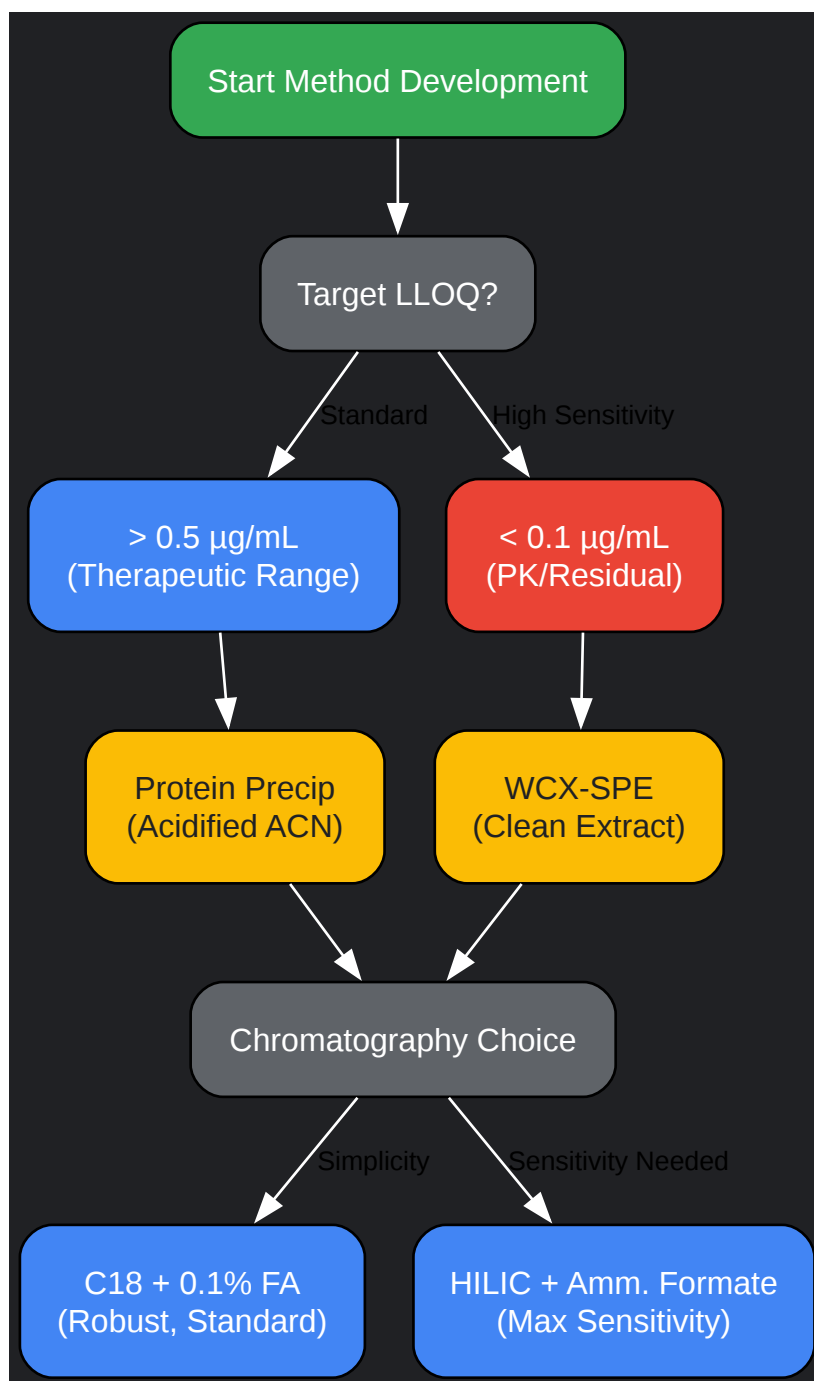 Start Method Development
Target LLOQ?
Standard
High Sensitivity
> 0.5 µg/mL
(Therapeutic Range)
< 0.1 µg/mL
(PK/Residual)
Protein Precip
(Acidified ACN)
WCX-SPE
(Clean Extract)
Chromatography Choice
Simplicity
Sensitivity Needed
C18 + 0.1% FA
(Robust, Standard)
HILIC + Amm. Formate
(Max Sensitivity)